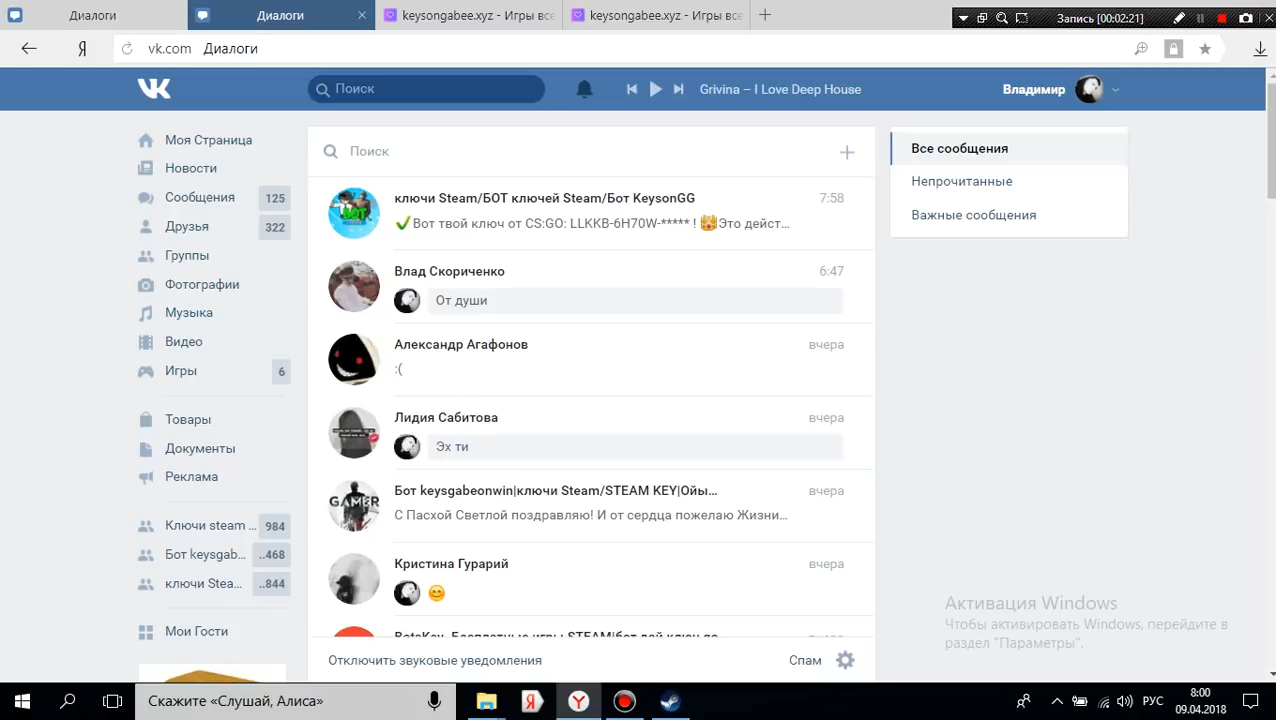 Диалоги
Диалоги
keysongabee.xyz - Игры все
keysongabee.xyz - Игры все
Запись [00:02:21]
Я
vk.com Диалоги
Поиск
Grivina – I Love Deep House
Владимир
Моя Страница
Новости
Сообщения 125
Друзья 322
Группы
Фотографии
Музыка
Видео
Игры 6
Товары
Документы
Реклама
Ключи steam ... 984
Бот keysgab... ..468
ключи Stea... ..844
Мои Гости
Поиск
ключи Steam/БОТ ключей Steam/Бот KeysonGG 7:58
Вот твой ключ от CS:GO: LLKKB-6H70W-***** ! Это дейст...
Влад Скориченко 6:47
От души
Александр Агафонов вчера
:(
Лидия Сабитова вчера
Эх ти
Бот keysgabeonwin|ключи Steam/STEAM KEY|Ойы... вчера
С Пасхой Светлой поздравляю! И от сердца пожелаю Жизни...
Кристина Гурарий вчера
Отключить звуковые уведомления
Спам
Все сообщения
Непрочитанные
Важные сообщения
Активация Windows
Чтобы активировать Windows, перейдите в
раздел "Параметры".
Скажите «Слушай, Алиса»
РУС
8:00
09.04.2018